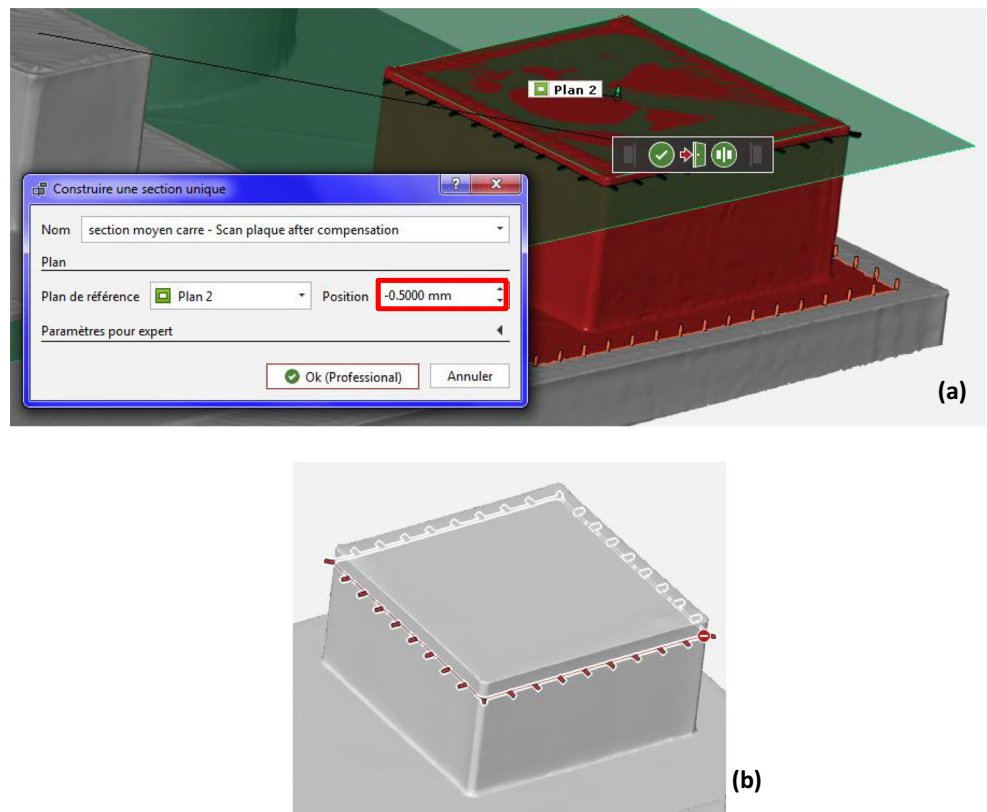 Plan 2
Construire une section unique
Nom section moyen carre - Scan plaque after compensation
Plan
Plan de référence Plan 2 Position -0.5000 mm
Paramètres pour expert
Ok (Professional) Annuler
(a)
(b)